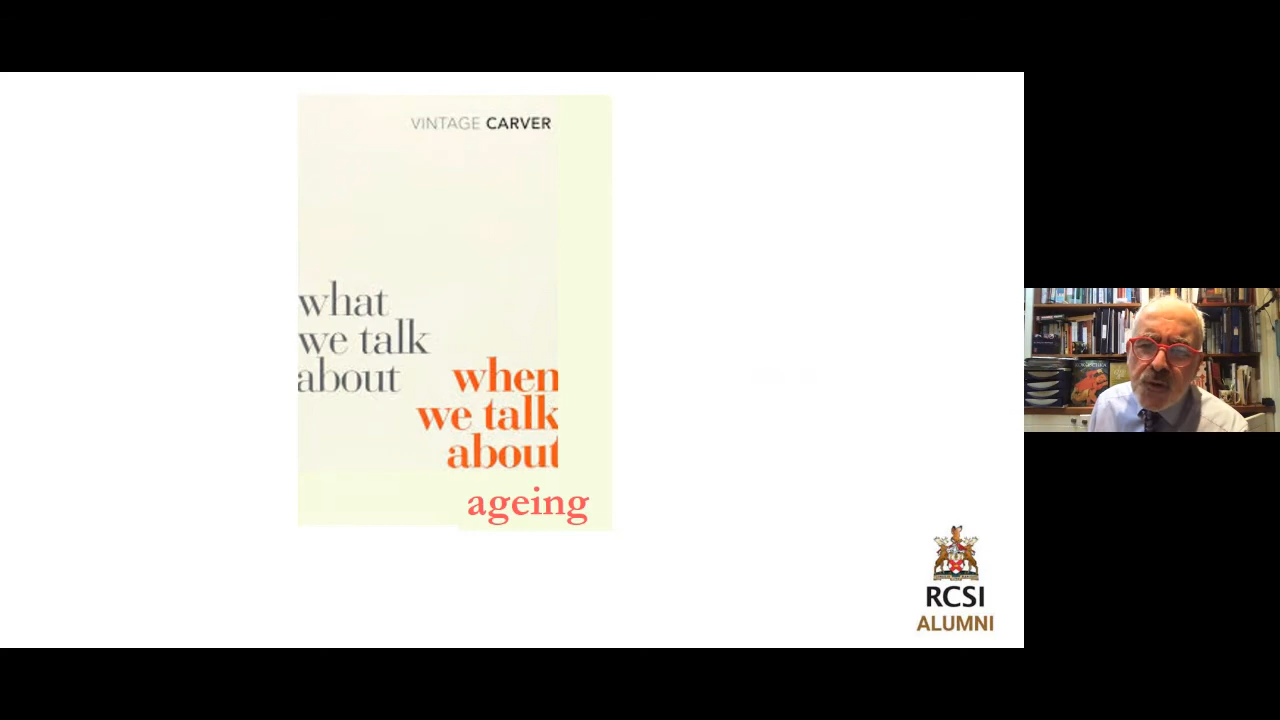 VINTAGE CARVER
what
we talk
about
when
we talk
about
ageing
RCSI
ALUMNI